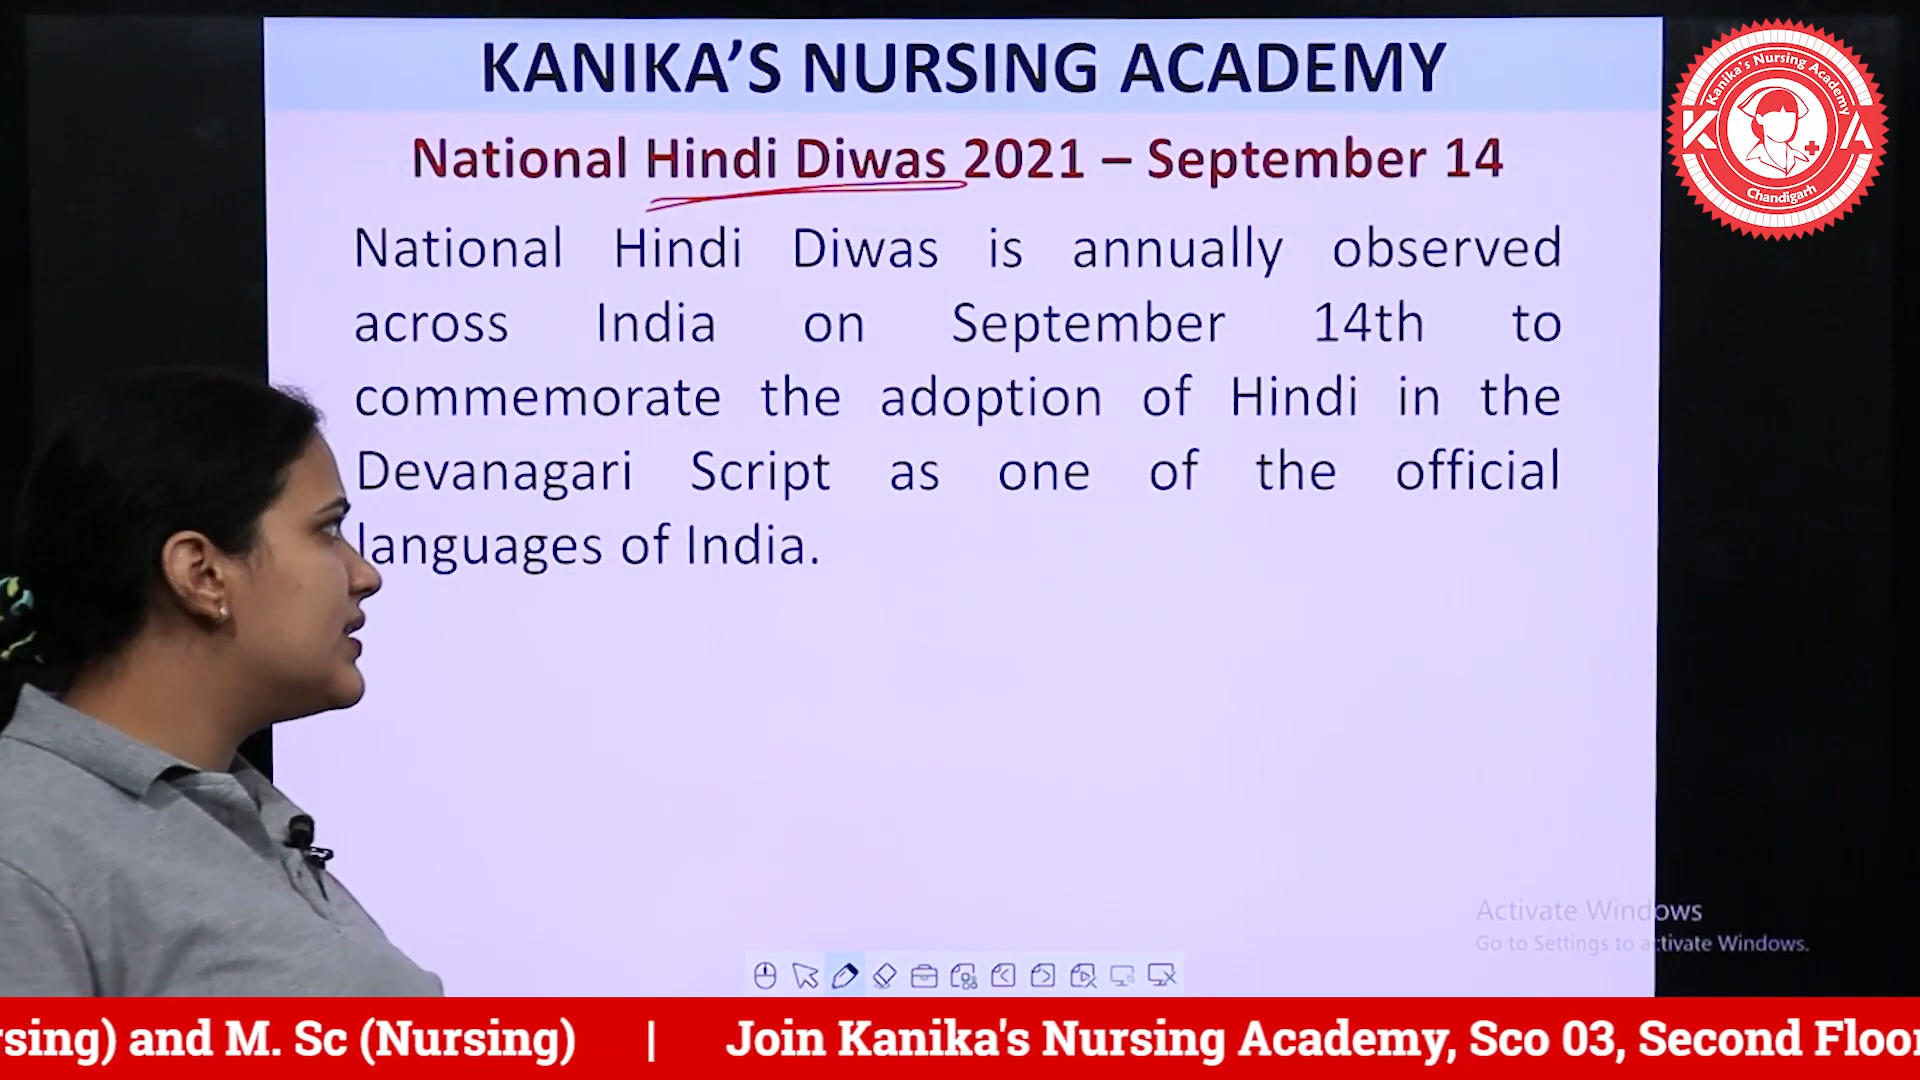 KANIKA’S NURSING ACADEMY
National Hindi Diwas 2021 – September 14
National Hindi Diwas is annually observed
across India on September 14th to
commemorate the adoption of Hindi in the
Devanagari Script as one of the official
languages of India.
Kanika's Nursing Academy
K A
Chandigarh
Activate Windows
Go to Settings to activate Windows.
rsing) and M. Sc (Nursing) | Join Kanika's Nursing Academy, Sco 03, Second Floor